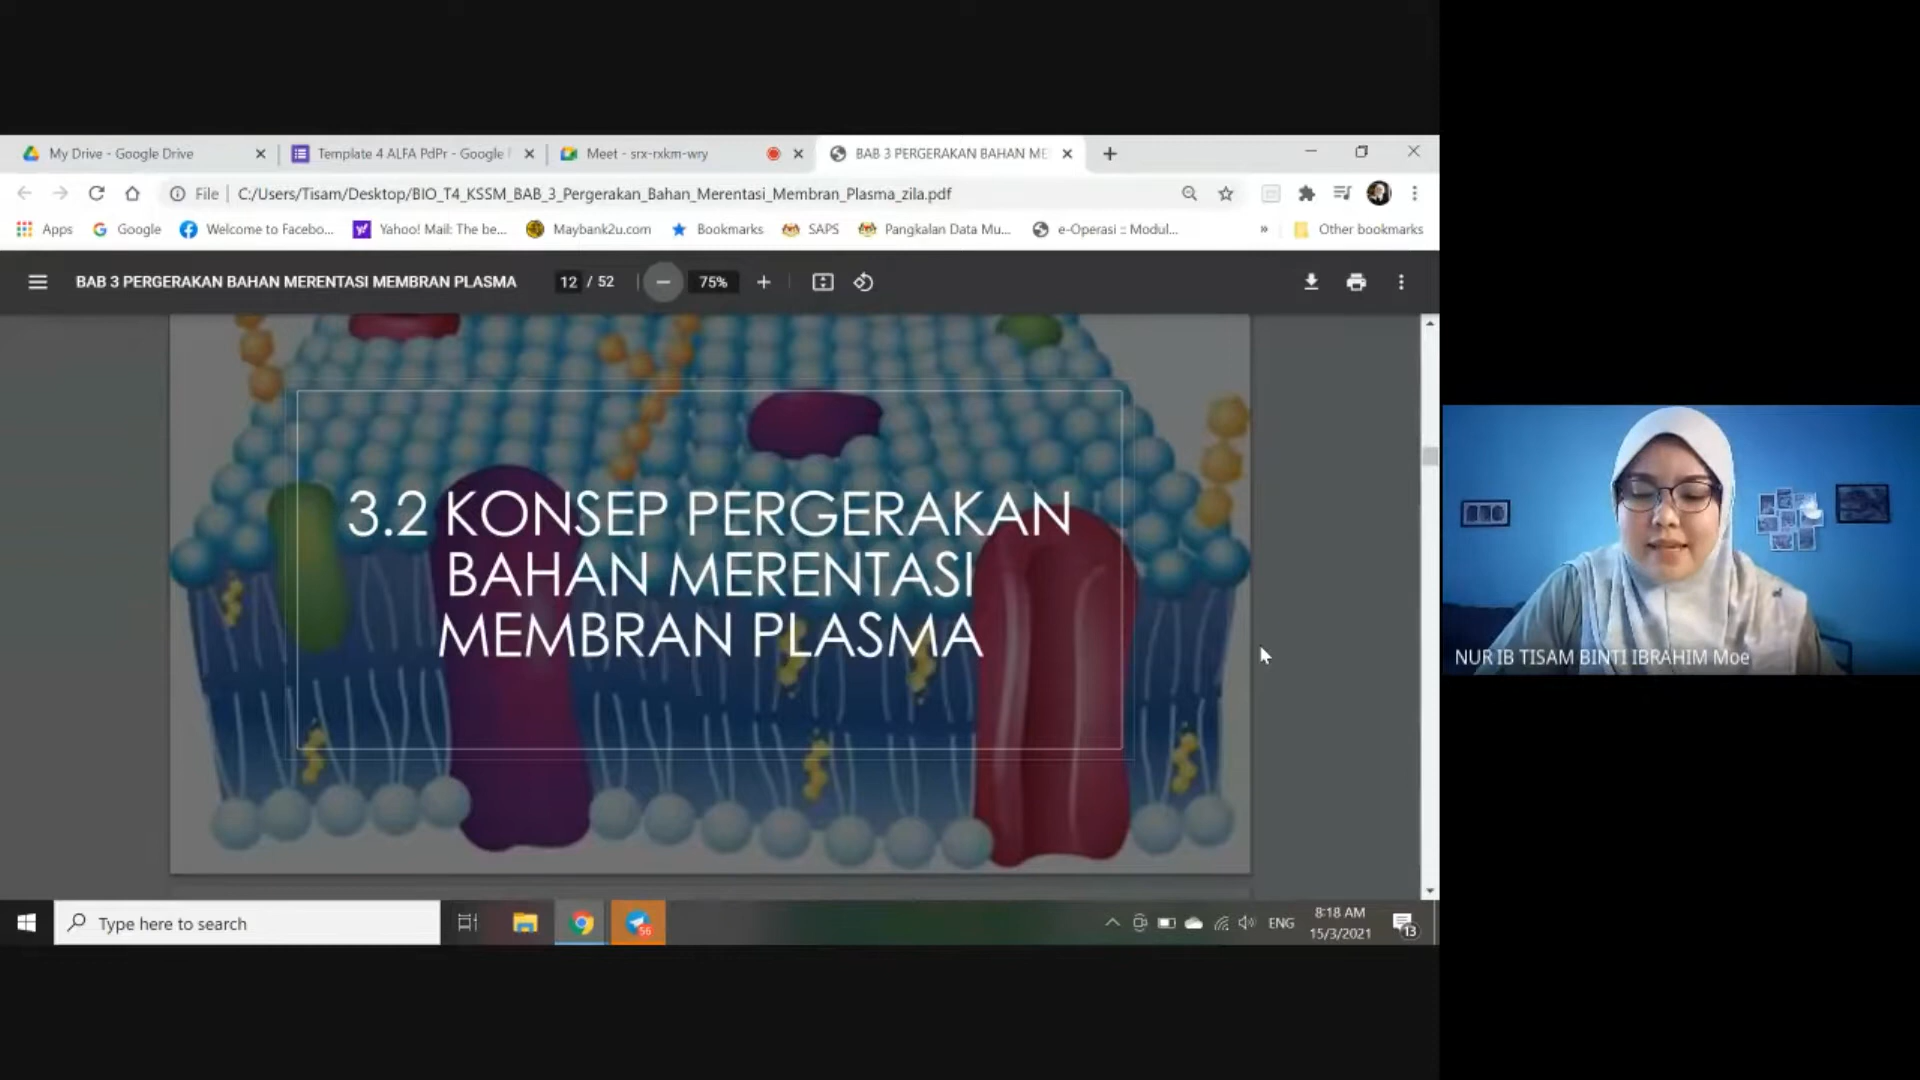 My Drive - Google Drive
Template 4 ALFA PdPr - Google
Meet - srx-rxkm-wry
BAB 3 PERGERAKAN BAHAN ME
File
C:/Users/Tisam/Desktop/BIO_T4_KSSM_BAB_3_Pergerakan_Bahan_Merentasi_Membran_Plasma_zila.pdf
Apps
Google
Welcome to Facebo...
Yahoo! Mail: The be...
Maybank2u.com
Bookmarks
SAPS
Pangkalan Data Mu...
e-Operasi :: Modul...
»
Other bookmarks
BAB 3 PERGERAKAN BAHAN MERENTASI MEMBRAN PLASMA
12 / 52
75%
3.2 KONSEP PERGERAKAN
BAHAN MERENTASI
MEMBRAN PLASMA
NUR IB TISAM BINTI IBRAHIM Moe
Type here to search
56
ENG
8:18 AM
15/3/2021
13